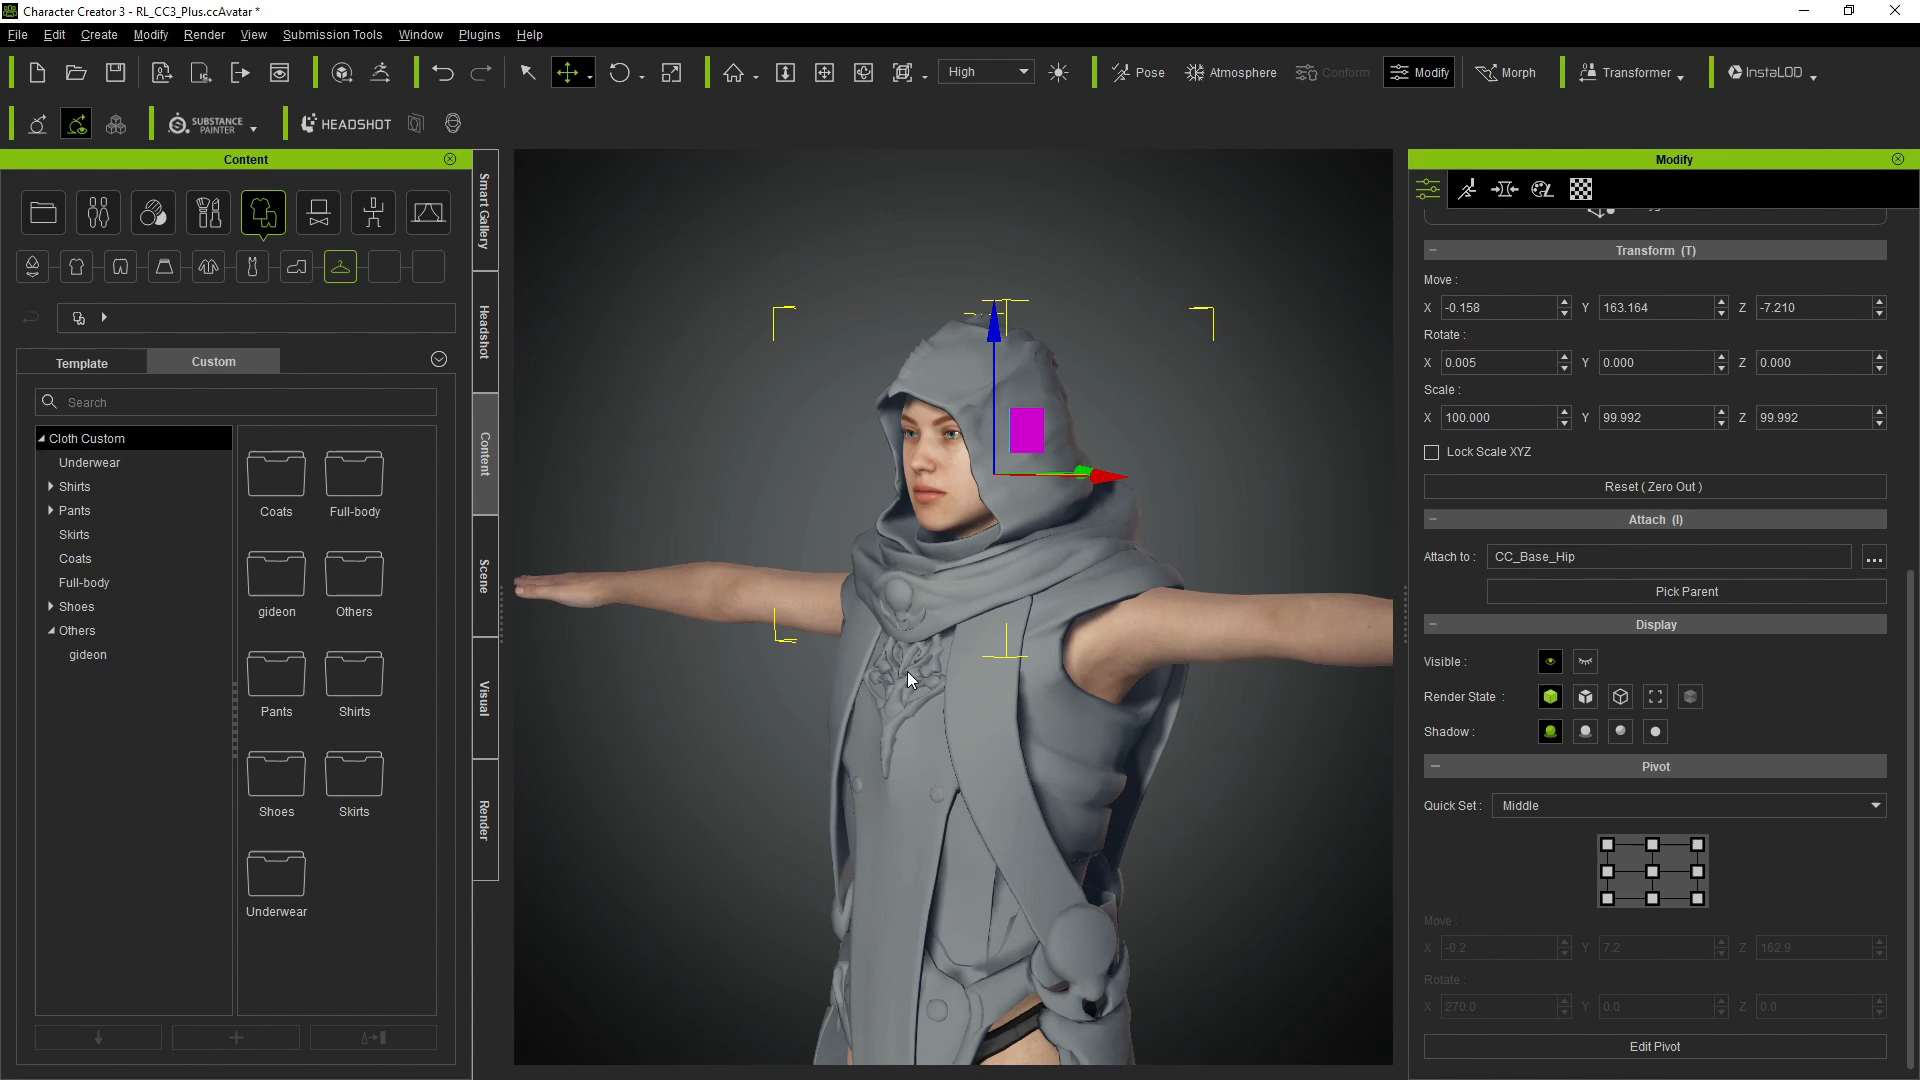 Character Creator 3 - RL_CC3_Plus.ccAvatar *
File Edit Create Modify Render View Submission Tools Window Plugins Help
High Pose Atmosphere Conform Modify Morph Transformer InstaLOD
SUBSTANCE PAINTER HEADSHOT
Content
Template Custom
Search
Cloth Custom
Underwear
Shirts
Pants
Skirts
Coats
Full-body
Shoes
Others
gideon
Coats Full-body
gideon Others
Pants Shirts
Shoes Skirts
Underwear
Smart Gallery
Headshot
Content
Scene
Visual
Render
Modify
Transform (T)
Move :
X -0.158 Y 163.164 Z -7.210
Rotate :
X 0.005 Y 0.000 Z 0.000
Scale :
X 100.000 Y 99.992 Z 99.992
Lock Scale XYZ
Reset ( Zero Out )
Attach (I)
Attach to : CC_Base_Hip ...
Pick Parent
Display
Visible :
Render State :
Shadow :
Pivot
Quick Set : Middle
Move :
X -0.2 Y 7.2 Z 162.9
Rotate :
X 270.0 Y 0.0 Z 0.0
Edit Pivot